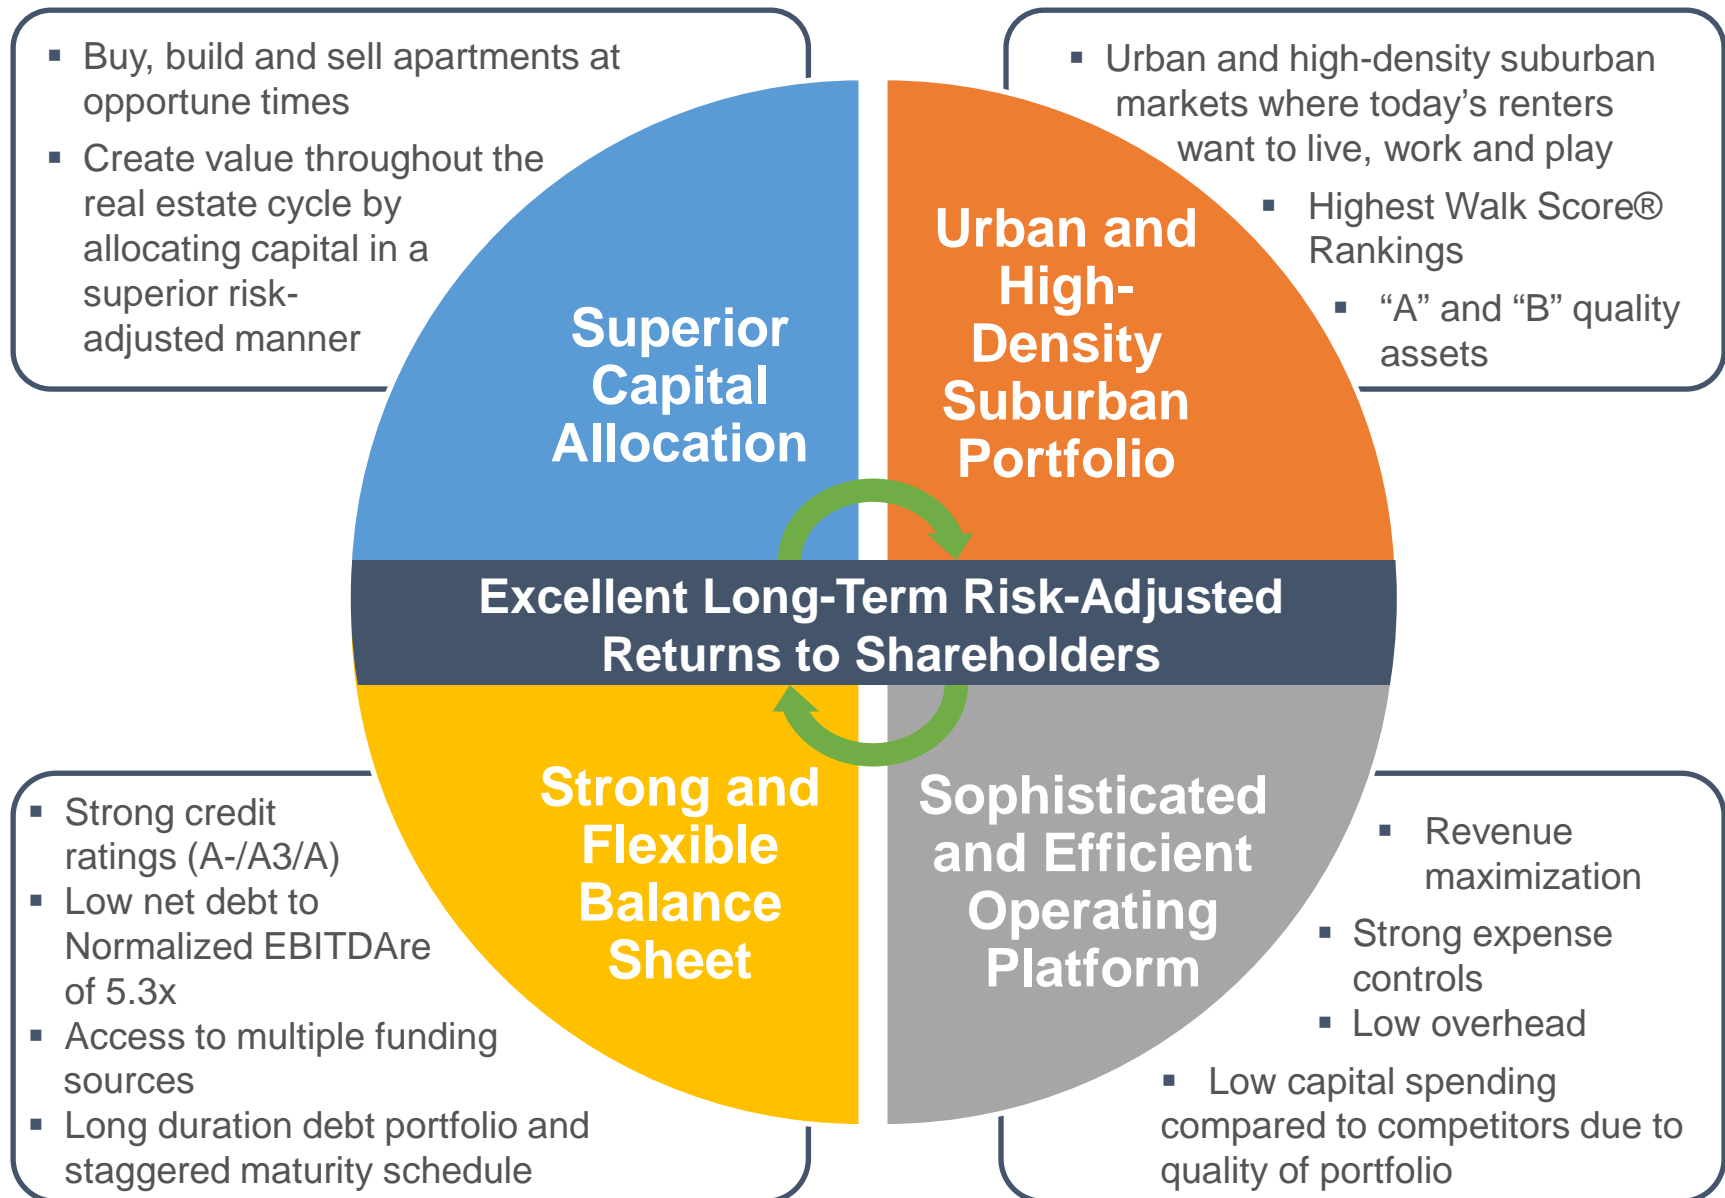 ▪ Buy, build and sell apartments at
opportune times
▪ Create value throughout the
real estate cycle by
allocating capital in a
superior risk-
adjusted manner
▪ Urban and high-density suburban
markets where today’s renters
want to live, work and play
▪ Highest Walk Score®
Rankings
▪ “A” and “B” quality
assets
Superior
Capital
Allocation
Urban and
High-
Density
Suburban
Portfolio
Excellent Long-Term Risk-Adjusted
Returns to Shareholders
Strong and
Flexible
Balance
Sheet
Sophisticated
and Efficient
Operating
Platform
▪ Strong credit
ratings (A-/A3/A)
▪ Low net debt to
Normalized EBITDAre
of 5.3x
▪ Access to multiple funding
sources
▪ Long duration debt portfolio and
staggered maturity schedule
▪ Revenue
maximization
▪ Strong expense
controls
▪ Low overhead
▪ Low capital spending
compared to competitors due to
quality of portfolio